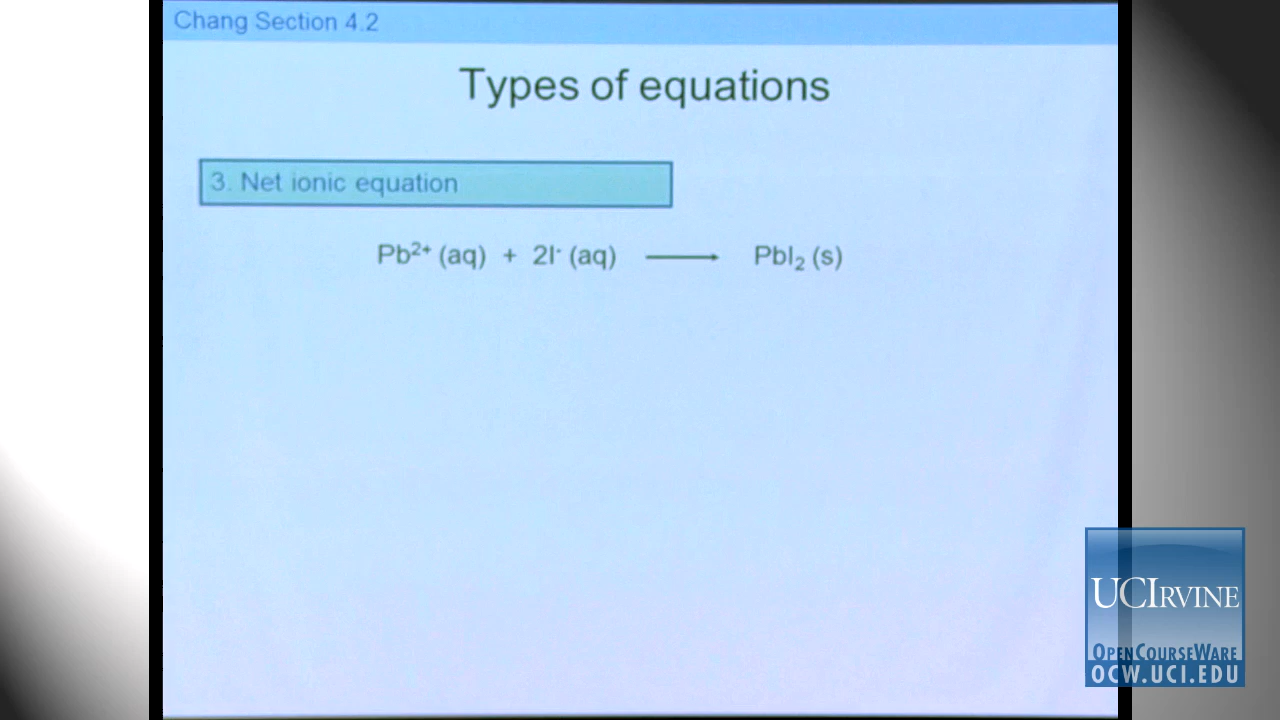 Chang Section 4.2
Types of equations
3. Net ionic equation
Pb²⁺ (aq) + 2I⁻ (aq) ⟶ PbI₂ (s)
UCIRVINE
OPENCOURSEWARE
OCW.UCI.EDU